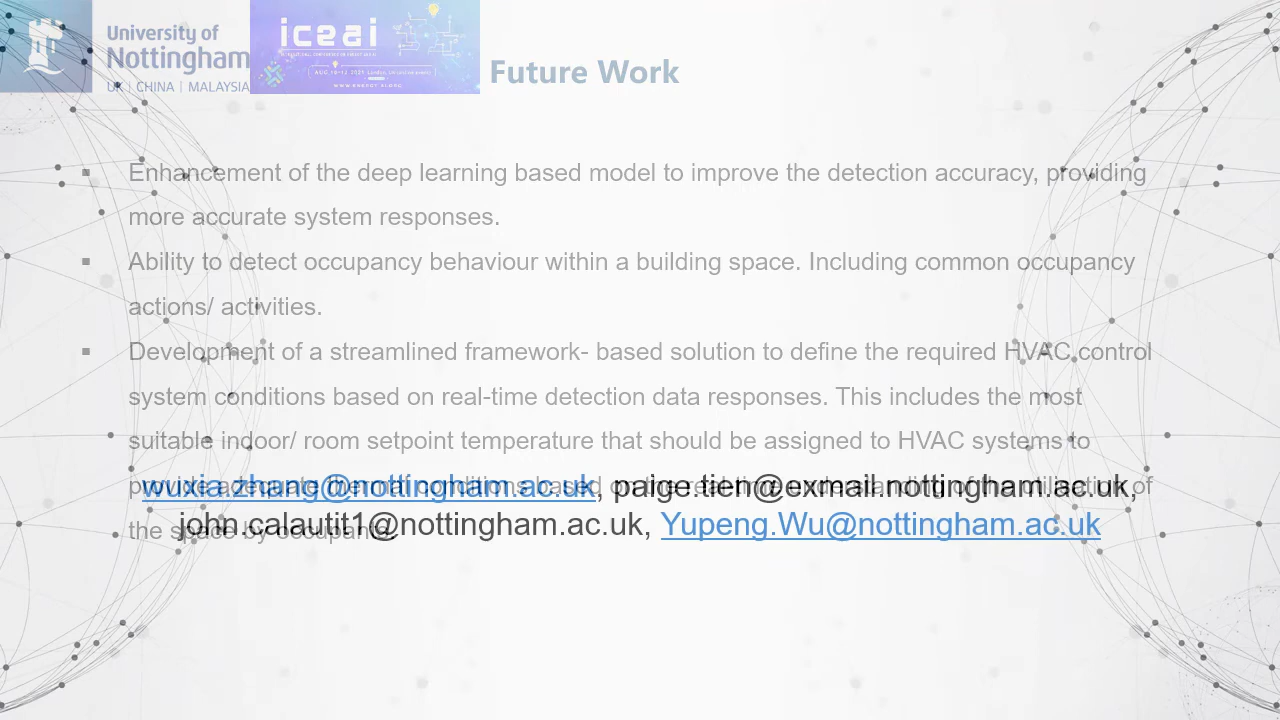 University of
Nottingham
UK | CHINA | MALAYSIA
iceai
Future Work
▪ Enhancement of the deep learning based model to improve the detection accuracy, providing
more accurate system responses.
▪ Ability to detect occupancy behaviour within a building space. Including common occupancy
actions/ activities.
▪ Development of a streamlined framework- based solution to define the required HVAC control
system conditions based on real-time detection data responses. This includes the most
suitable indoor/ room setpoint temperature that should be assigned to HVAC systems to
wuxia.zhang@nottingham.ac.uk, paige.tien@exmail.nottingham.ac.uk,
john.calautit1@nottingham.ac.uk, Yupeng.Wu@nottingham.ac.uk
the space by